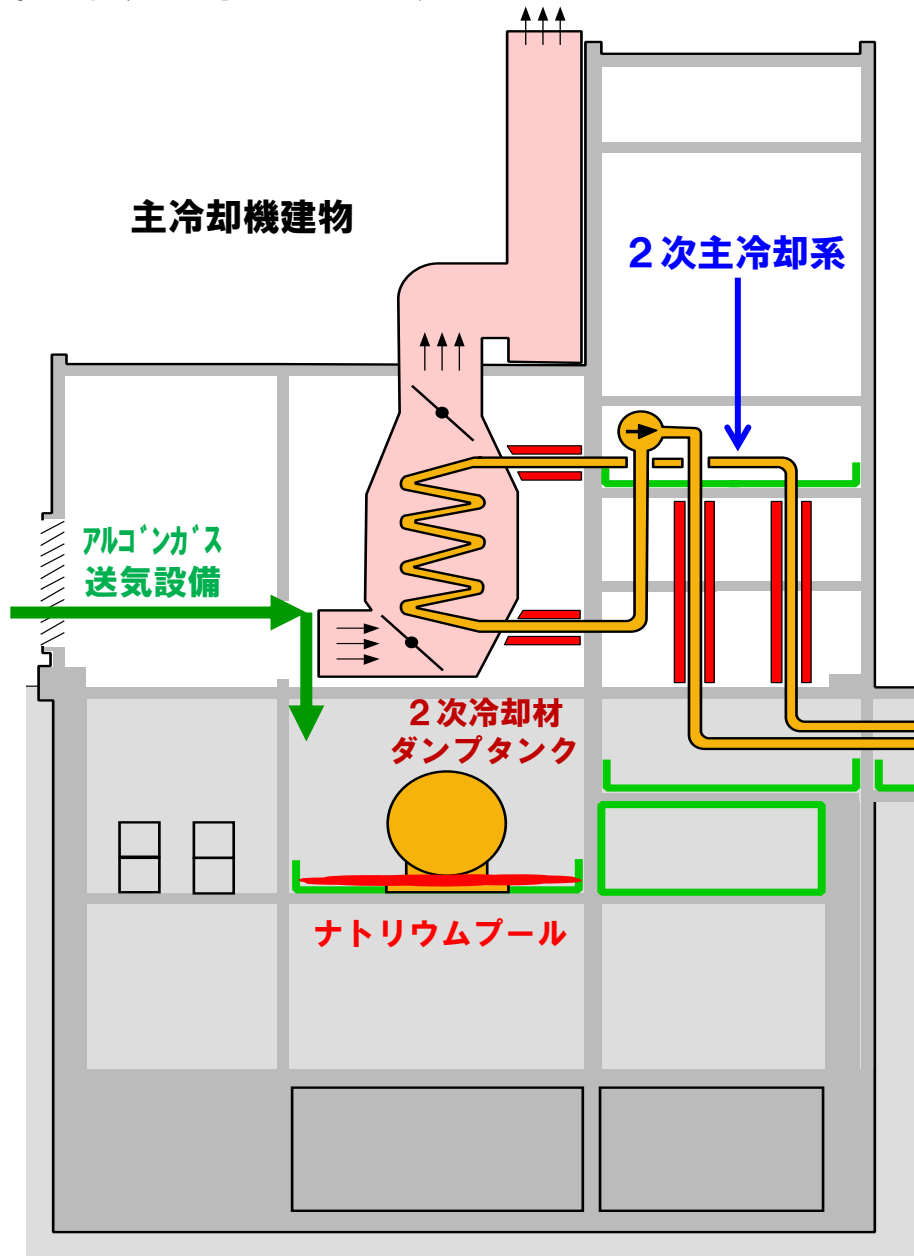 主冷却機建物
２次主冷却系
アルゴンガス
送気設備
２次冷却材
ダンプタンク
ナトリウムプール